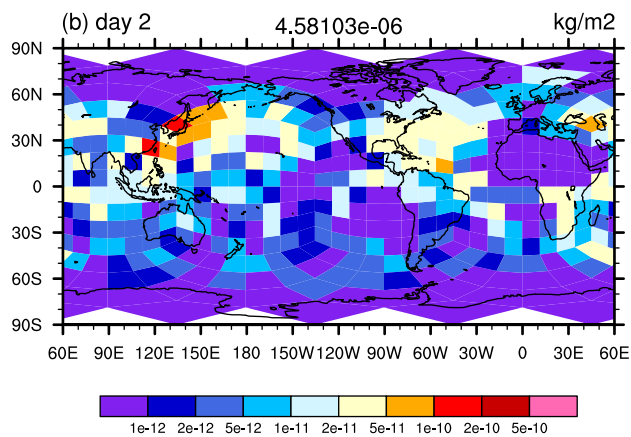 (b) day 2 4.58103e-06 kg/m2
90N
60N
30N
0
30S
60S
90S
60E 90E 120E 150E 180 150W 120W 90W 60W 30W 0 30E 60E
1e-12 2e-12 5e-12 1e-11 2e-11 5e-11 1e-10 2e-10 5e-10